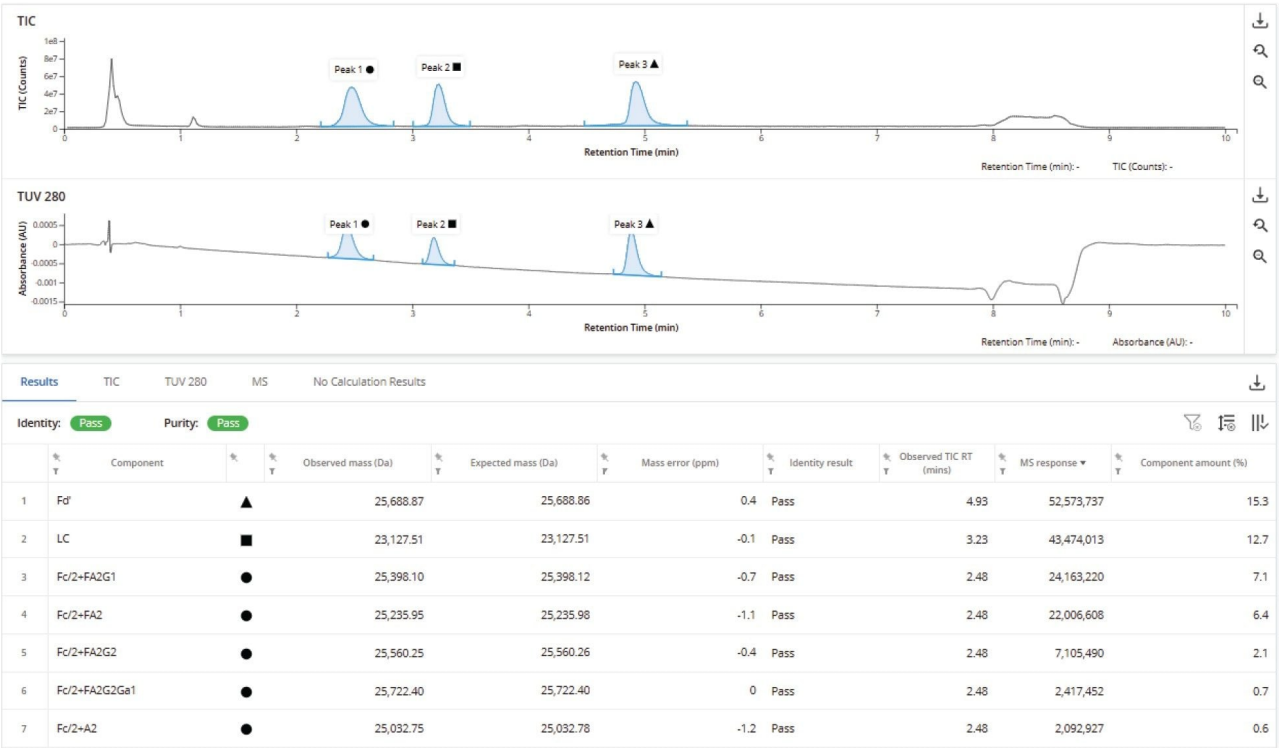 TIC
1e8
8e7
6e7
4e7
2e7
0
TIC (Counts)
Peak 1 ●
Peak 2 ■
Peak 3 ▲
0 1 2 3 4 5 6 7 8 9 10
Retention Time (min)
Retention Time (min): - TIC (Counts): -
TUV 280
0.0005
0
-0.0005
-0.001
-0.0015
Absorbance (AU)
Peak 1 ●
Peak 2 ■
Peak 3 ▲
0 1 2 3 4 5 6 7 8 9 10
Retention Time (min)
Retention Time (min): - Absorbance (AU): -
Results TIC TUV 280 MS No Calculation Results
Identity: Pass Purity: Pass
Component Observed mass (Da) Expected mass (Da) Mass error (ppm) Identity result Observed TIC RT (mins) MS response ▾ Component amount (%)
1 Fd' ▲ 25,688.87 25,688.86 0.4 Pass 4.93 52,573,737 15.3
2 LC ■ 23,127.51 23,127.51 -0.1 Pass 3.23 43,474,013 12.7
3 Fc/2+FA2G1 ● 25,398.10 25,398.12 -0.7 Pass 2.48 24,163,220 7.1
4 Fc/2+FA2 ● 25,235.95 25,235.98 -1.1 Pass 2.48 22,006,608 6.4
5 Fc/2+FA2G2 ● 25,560.25 25,560.26 -0.4 Pass 2.48 7,105,490 2.1
6 Fc/2+FA2G2Ga1 ● 25,722.40 25,722.40 0 Pass 2.48 2,417,452 0.7
7 Fc/2+A2 ● 25,032.75 25,032.78 -1.2 Pass 2.48 2,092,927 0.6